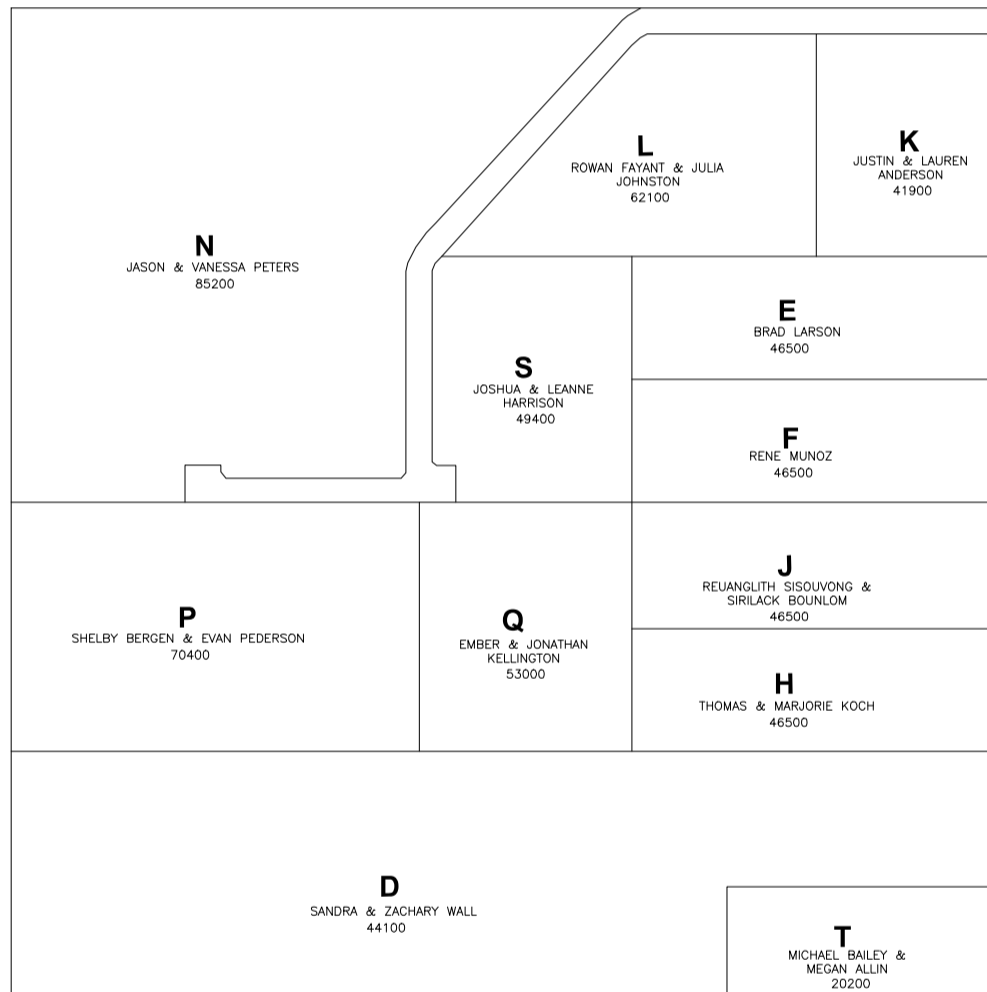 L
ROWAN FAYANT & JULIA
JOHNSTON
62100
K
JUSTIN & LAUREN
ANDERSON
41900
N
JASON & VANESSA PETERS
85200
E
BRAD LARSON
46500
S
JOSHUA & LEANNE
HARRISON
49400
F
RENE MUNOZ
46500
P
SHELBY BERGEN & EVAN PEDERSON
70400
Q
EMBER & JONATHAN
KELLINGTON
53000
J
REUANGLITH SISOUVONG &
SIRILACK BOUNLOM
46500
H
THOMAS & MARJORIE KOCH
46500
D
SANDRA & ZACHARY WALL
44100
T
MICHAEL BAILEY &
MEGAN ALLIN
20200